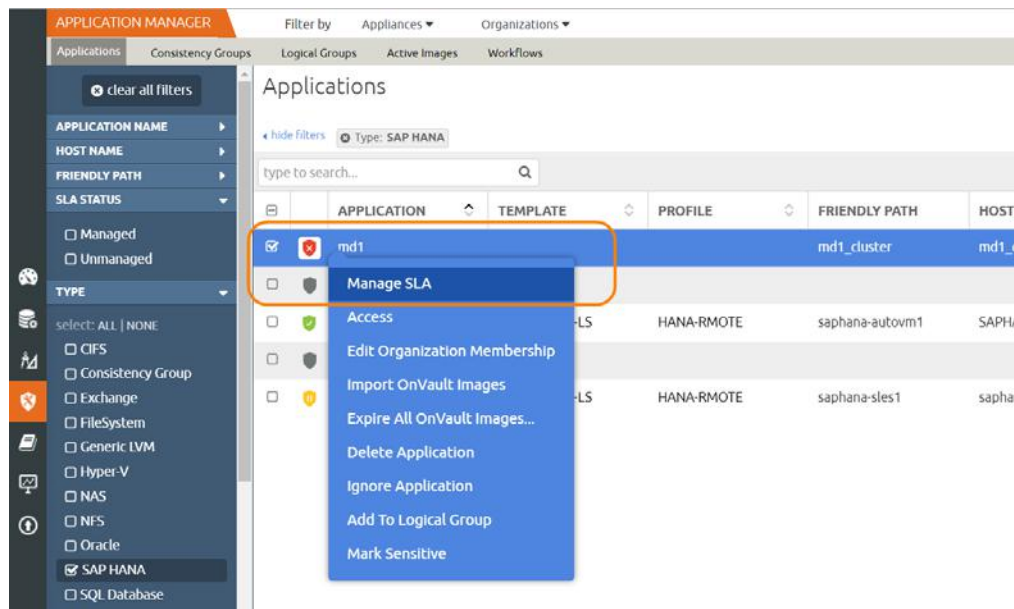 APPLICATION MANAGER
Filter by Appliances Organizations
Applications Consistency Groups Logical Groups Active Images Workflows
clear all filters
APPLICATION NAME
HOST NAME
FRIENDLY PATH
SLA STATUS
Managed
Unmanaged
TYPE
select: ALL | NONE
CIFS
Consistency Group
Exchange
FileSystem
Generic LVM
Hyper-V
NAS
NFS
Oracle
SAP HANA
SQL Database
Applications
hide filters Type: SAP HANA
type to search...
APPLICATION TEMPLATE PROFILE FRIENDLY PATH HOST
md1 md1_cluster md1_
-LS HANA-RMOTE saphana-autovm1 SAPH
-LS HANA-RMOTE saphana-sles1 sapha
Manage SLA
Access
Edit Organization Membership
Import OnVault Images
Expire All OnVault Images...
Delete Application
Ignore Application
Add To Logical Group
Mark Sensitive